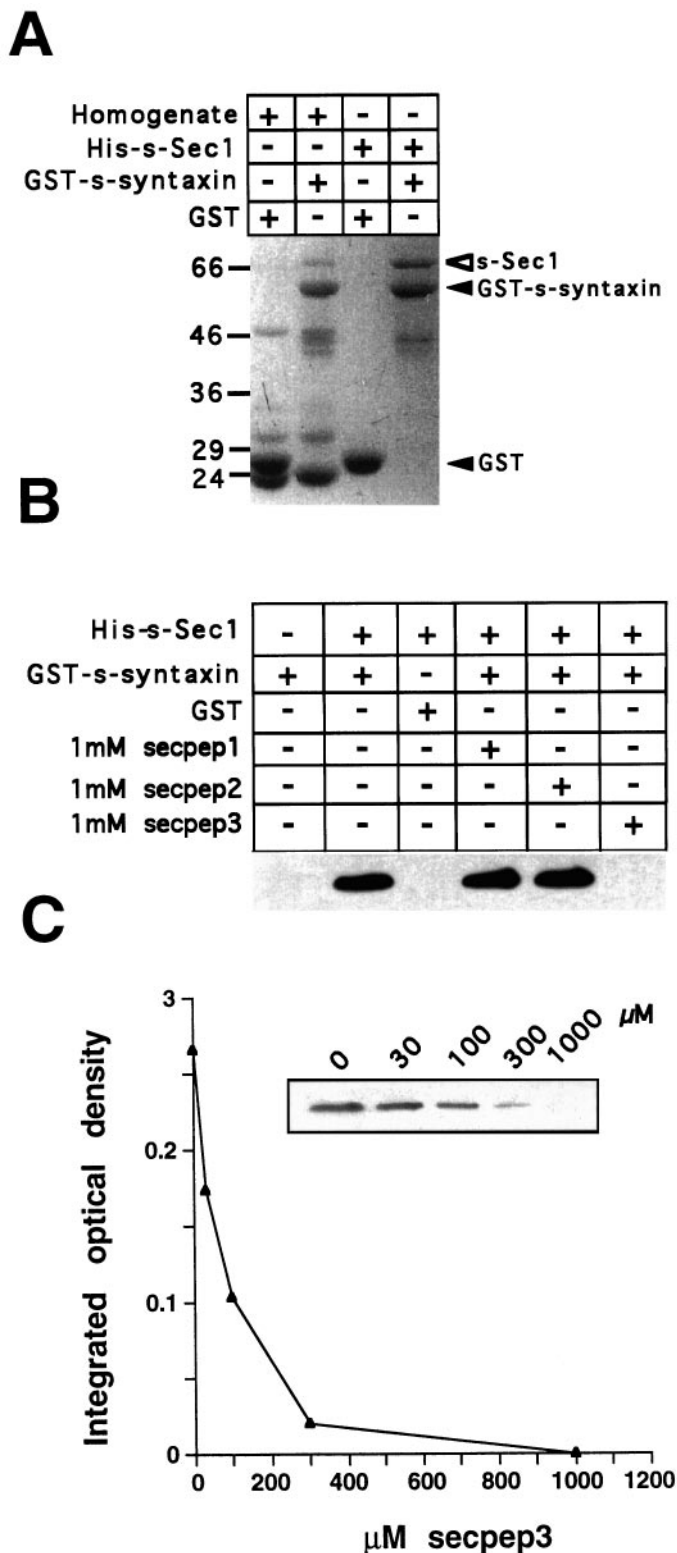 A
Homogenate + + - -
His-s-Sec1 - - + +
GST-s-syntaxin - + - +
GST + - + -
66
s-Sec1
GST-s-syntaxin
46
36
29
24
GST
B
His-s-Sec1 - + + + + +
GST-s-syntaxin + + - + + +
GST - - + - - -
1mM secpep1 - - - + - -
1mM secpep2 - - - - + -
1mM secpep3 - - - - - +
C
0 30 100 300 1000 µM
3
0.2
0.1
0
Integrated optical density
0 200 400 600 800 1000 1200
µM secpep3